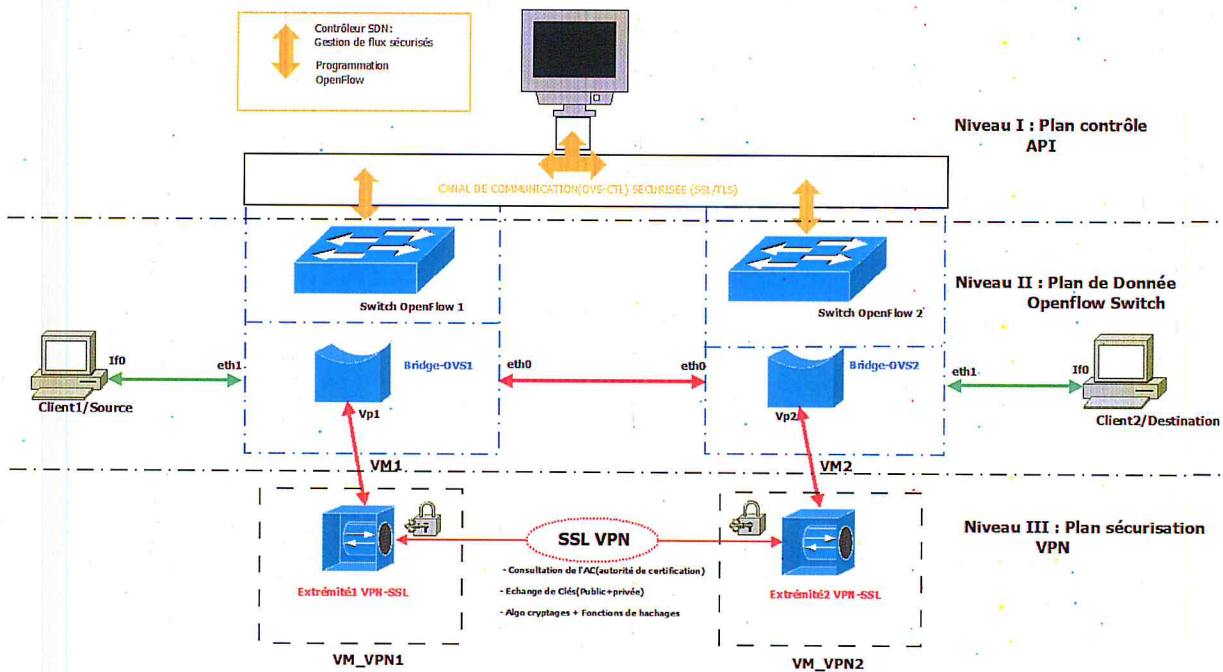 Contrôleur SDN:
Gestion de flux sécurisés
Programmation
OpenFlow
Niveau I : Plan contrôle
API
CANAL DE COMMUNICATION(OVS-CTL) SECURISEE (SSL/TLS)
Switch OpenFlow 1
Switch OpenFlow 2
Niveau II : Plan de Donnée
Openflow Switch
If0
eth1
Bridge-OVS1
eth0
eth0
Bridge-OVS2
eth1
If0
Client1/Source
Vp1
Vp2
Client2/Destination
VM1
VM2
Niveau III : Plan sécurisation
VPN
SSL VPN
- Consultation de l'AC(autorité de certification)
- Echange de Clés(Public+privée)
- Algo cryptages + Fonctions de hachages
Extrémité1 VPN-SSL
Extrémité2 VPN-SSL
VM_VPN1
VM_VPN2